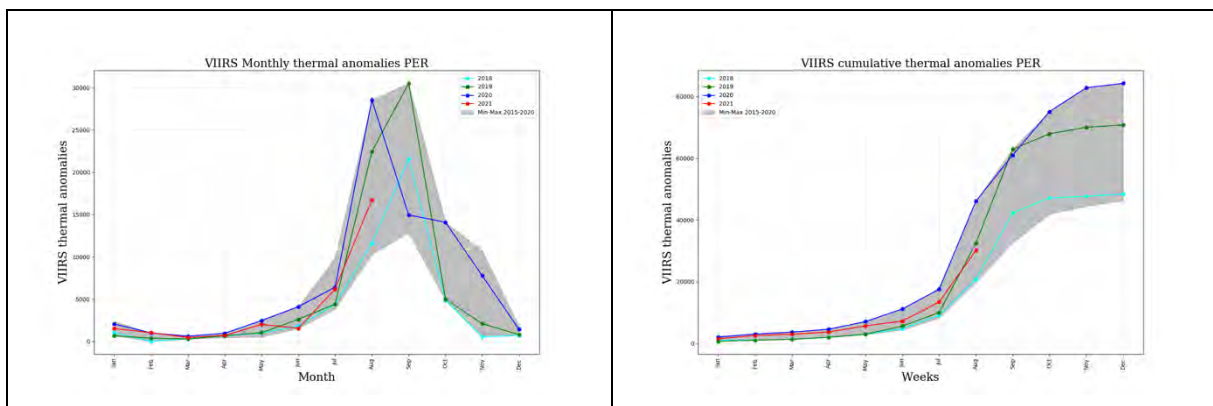 VIIRS Monthly thermal anomalies PER
VIIRS thermal anomalies
30000
25000
20000
15000
10000
5000
0
2018
2019
2020
2021
Min-Max 2015-2020
Jan
Feb
Mar
Apr
May
Jun
Jul
Aug
Sep
Oct
Nov
Dec
Month
VIIRS cumulative thermal anomalies PER
VIIRS thermal anomalies
60000
40000
20000
0
2018
2019
2020
2021
Min-Max 2015-2020
Jan
Feb
Mar
Apr
May
Jun
Jul
Aug
Sep
Oct
Nov
Dec
Weeks